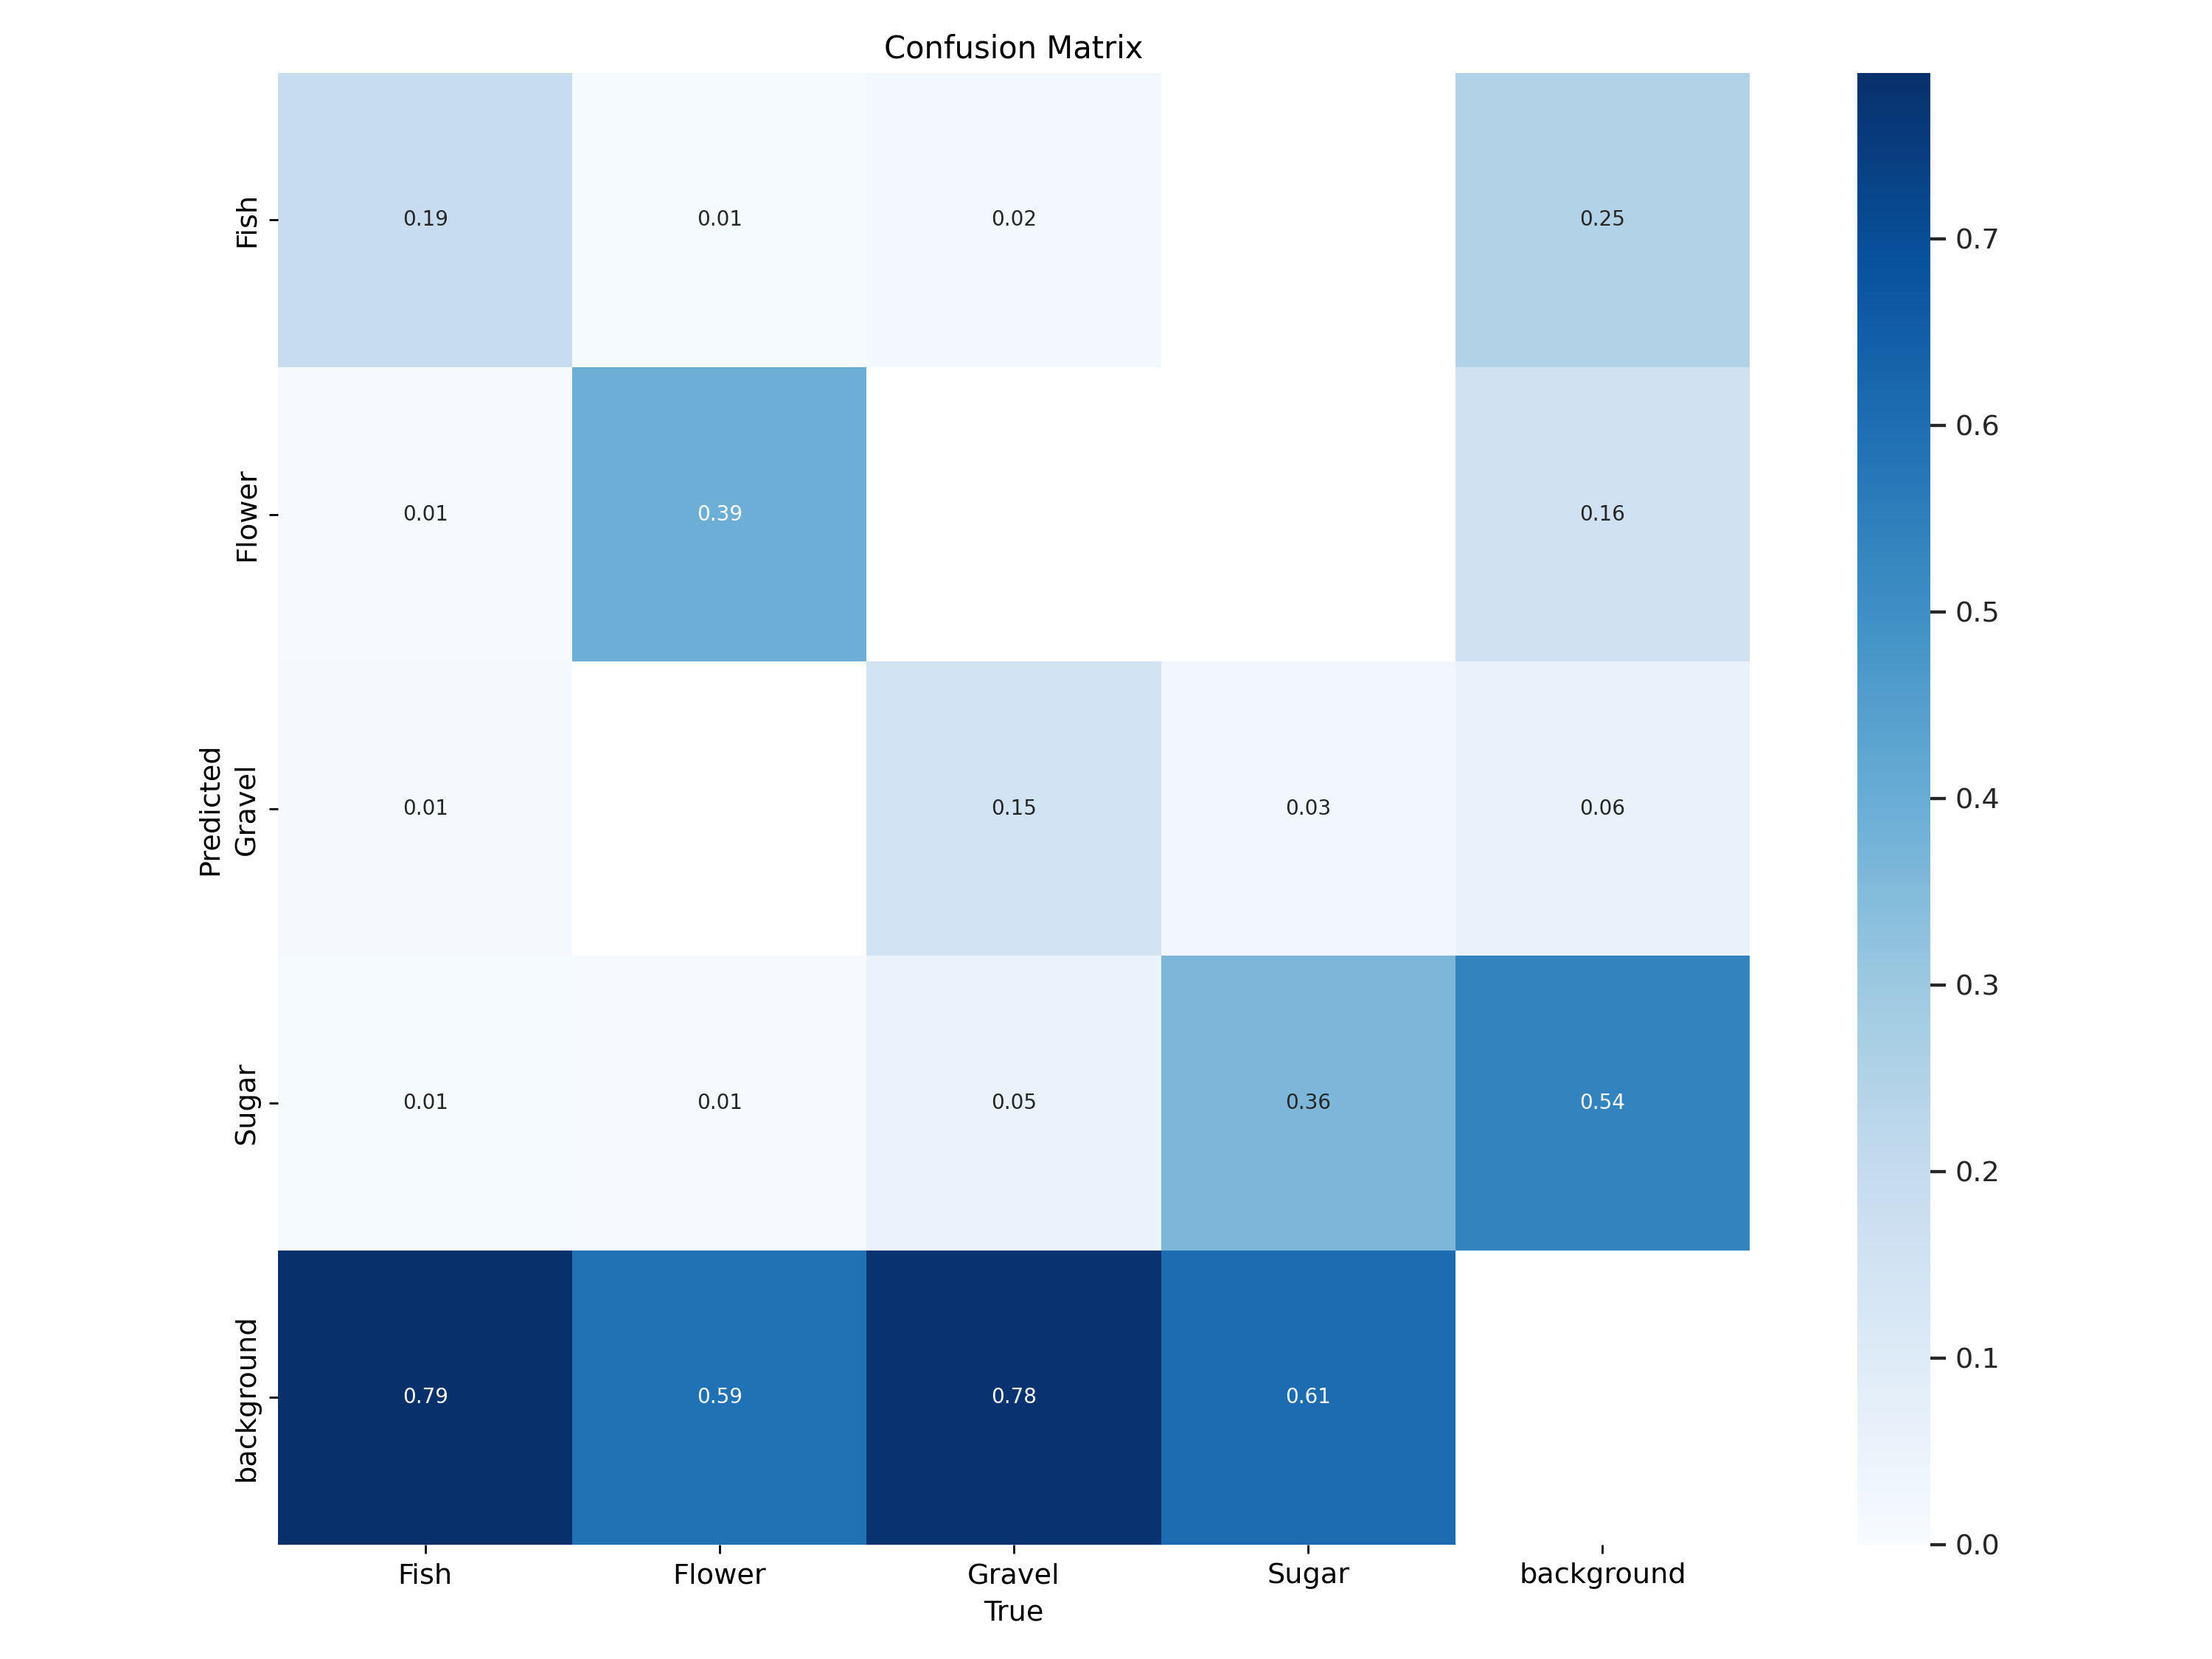 Confusion Matrix
Fish 0.19 0.01 0.02 0.25
Flower 0.01 0.39 0.16
Gravel 0.01 0.15 0.03 0.06
Sugar 0.01 0.01 0.05 0.36 0.54
background 0.79 0.59 0.78 0.61
Predicted
Fish Flower Gravel Sugar background
True
0.7
0.6
0.5
0.4
0.3
0.2
0.1
0.0